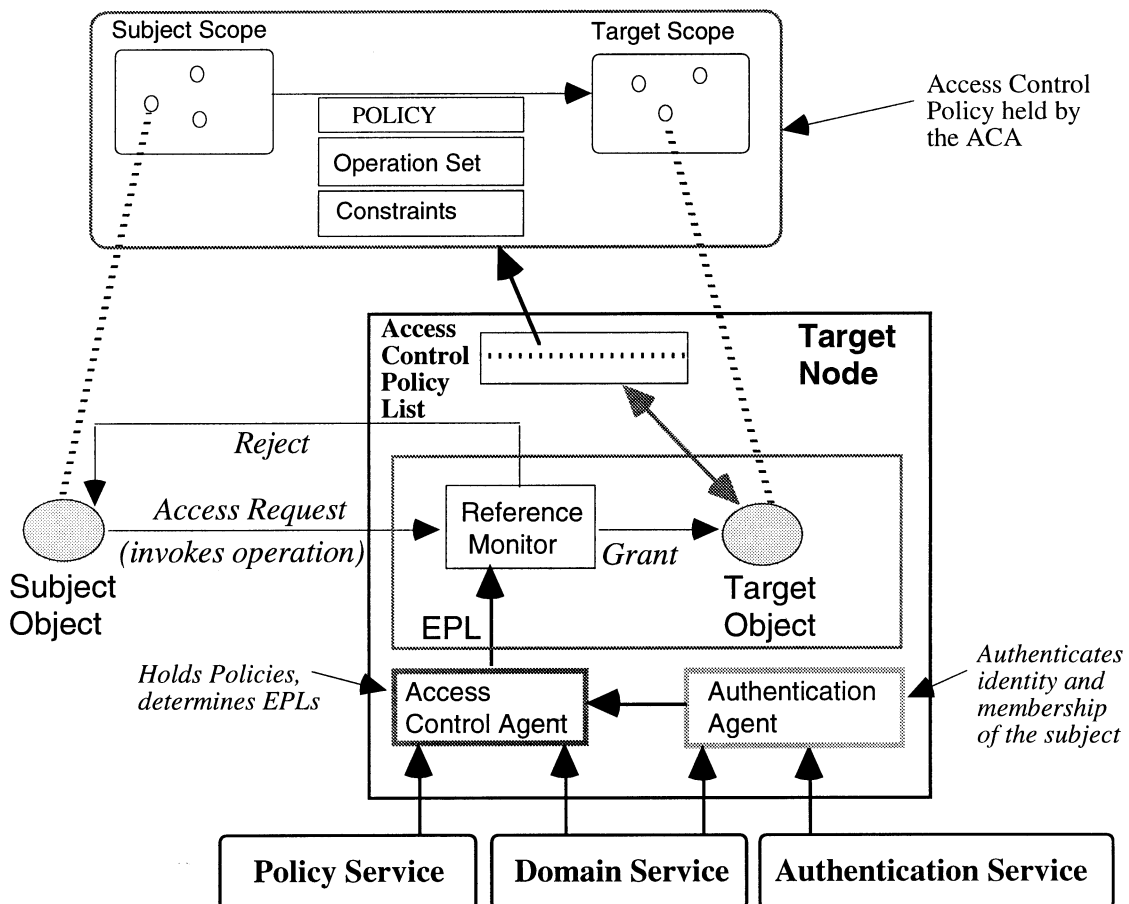 Subject Scope
Target Scope
POLICY
Operation Set
Constraints
Access Control
Policy held by
the ACA
Access
Control
Policy
List
Target
Node
Reject
Access Request
(invokes operation)
Reference
Monitor
Grant
Subject
Object
Target
Object
EPL
Holds Policies,
determines EPLs
Access
Control Agent
Authentication
Agent
Authenticates
identity and
membership
of the subject
Policy Service
Domain Service
Authentication Service